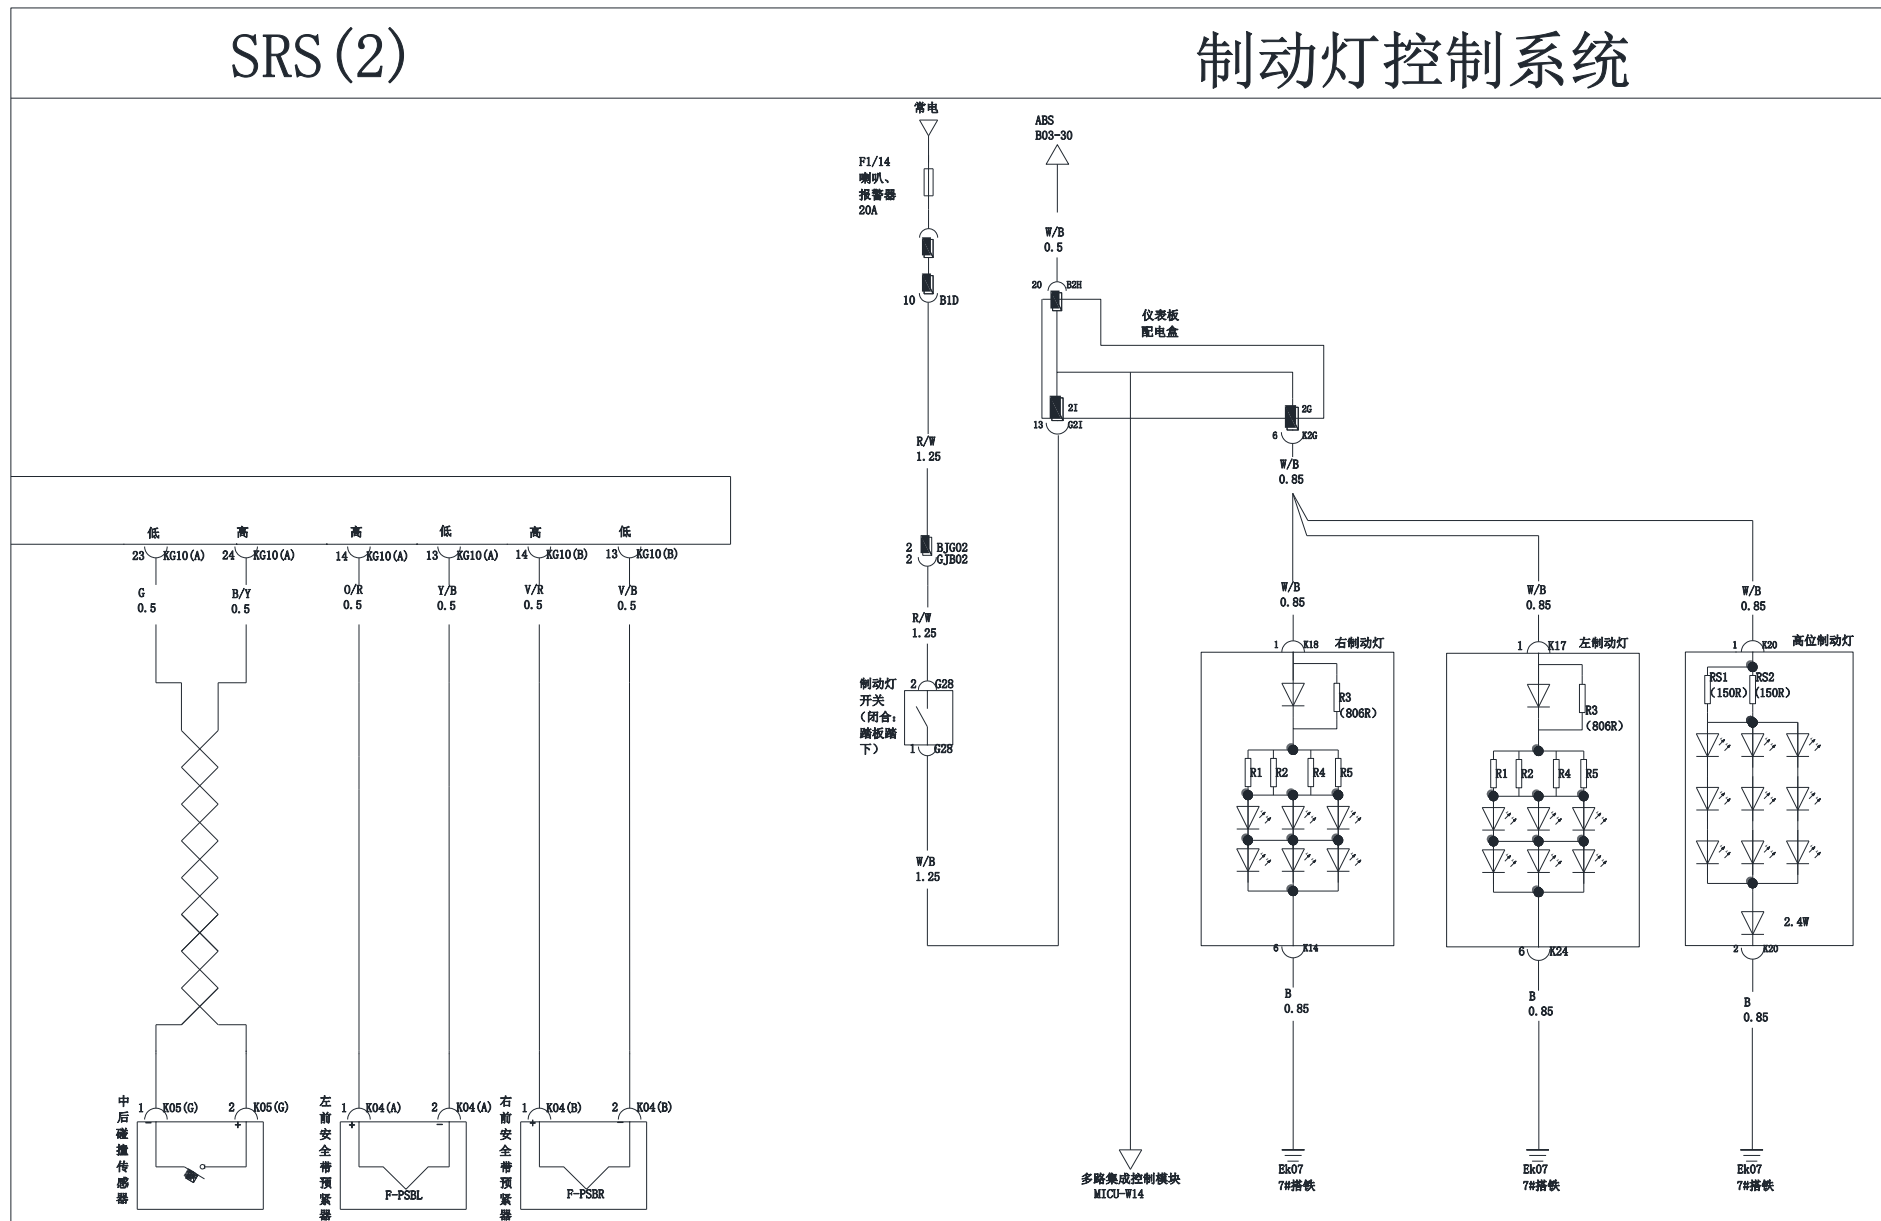 SRS(2)
制动灯控制系统
常电
F1/14
喇叭、
报警器
20A
10 B1D
R/W
1.25
2 BJG02
2 GJB02
R/W
1.25
制动灯
开关
(闭合:
踏板踏
下)
2 G28
1 G28
W/B
1.25
ABS
B03-30
W/B
0.5
20 B2H
仪表板
配电盒
2I
13 G2I
2G
6 K2G
W/B
0.85
W/B
0.85
W/B
0.85
W/B
0.85
1 K18 右制动灯
R3
(806R)
R1 R2 R4 R5
6 K14
B
0.85
Ek07
7#搭铁
1 K17 左制动灯
R3
(806R)
R1 R2 R4 R5
6 K24
B
0.85
Ek07
7#搭铁
1 K20 高位制动灯
RS1
(150R)
RS2
(150R)
2.4W
2 K20
B
0.85
Ek07
7#搭铁
多路集成控制模块
MICU-W14
低 高 高 低 高 低
23 KG10(A) 24 KG10(A) 14 KG10(A) 13 KG10(A) 14 KG10(B) 13 KG10(B)
G
0.5
B/Y
0.5
O/R
0.5
Y/B
0.5
V/R
0.5
V/B
0.5
中后碰撞传感器
1 K05(G) 2 K05(G)
- +
左前安全带预紧器
1 K04(A) 2 K04(A)
+ -
F-PSBL
右前安全带预紧器
1 K04(B) 2 K04(B)
+ -
F-PSBR